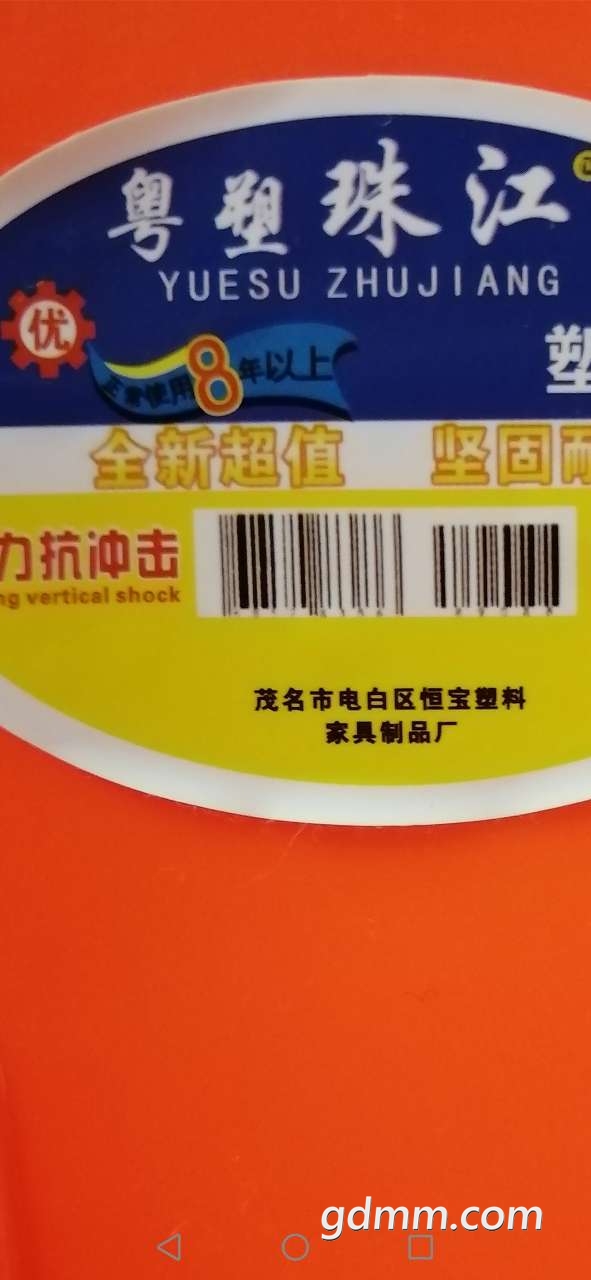 粤塑珠江
YUESU ZHUJIANG
优
正常使用8年以上
塑
全新超值 坚固耐
力抗冲击
ng vertical shock
茂名市电白区恒宝塑料
家具制品厂
gdmm.com